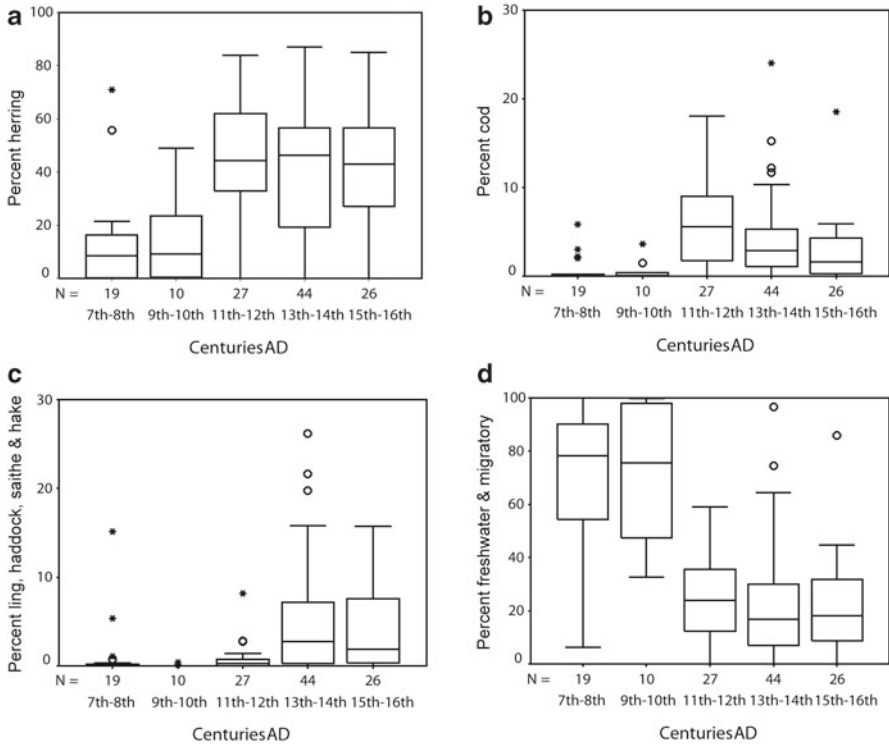 a
100
80
60
40
20
0
Percent herring
N = 19 10 27 44 26
7th-8th 9th-10th 11th-12th 13th-14th 15th-16th
CenturiesAD
b
30
20
10
0
Percent cod
N = 19 10 27 44 26
7th-8th 9th-10th 11th-12th 13th-14th 15th-16th
CenturiesAD
c
30
20
10
0
Percent ling, haddock, saithe & hake
N = 19 10 27 44 26
7th-8th 9th-10th 11th-12th 13th-14th 15th-16th
CenturiesAD
d
100
80
60
40
20
0
Percent freshwater & migratory
N = 19 10 27 44 26
7th-8th 9th-10th 11th-12th 13th-14th 15th-16th
CenturiesAD